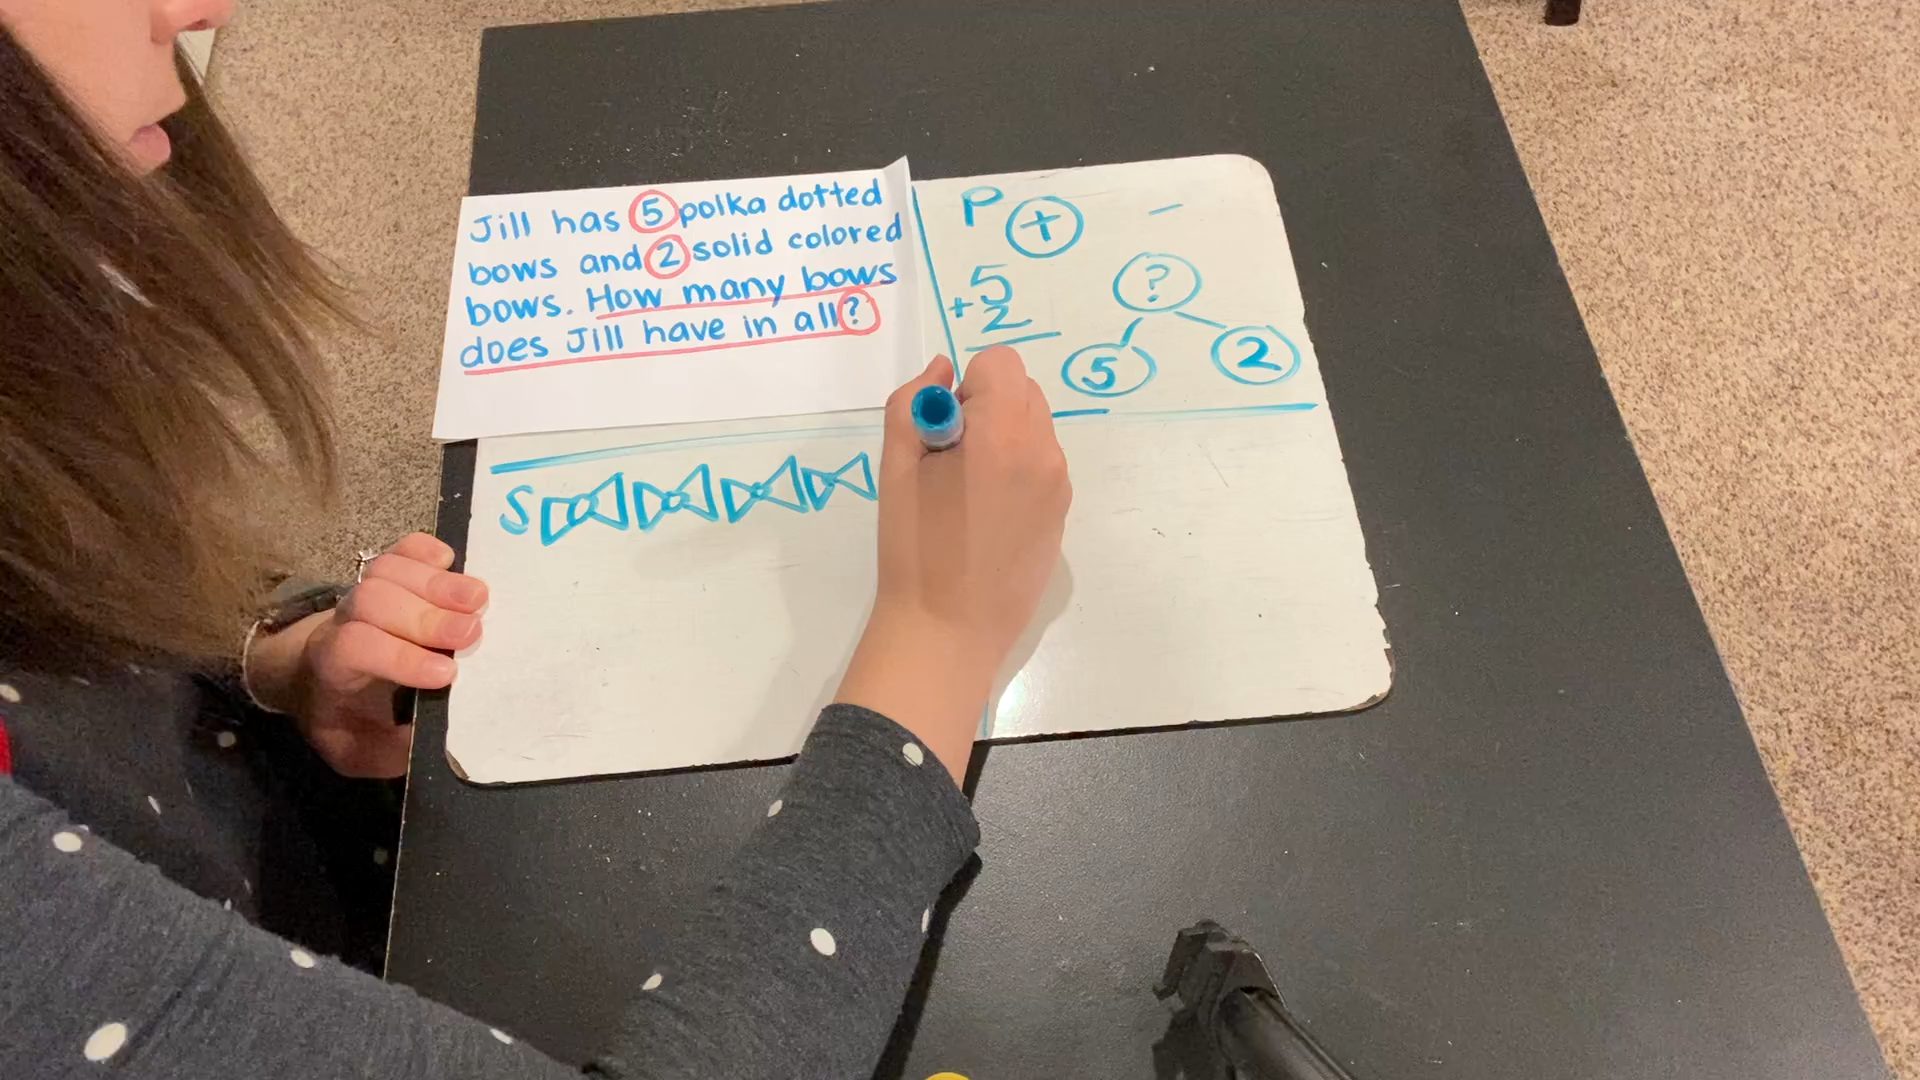 Jill has 5 polka dotted
bows and 2 solid colored
bows. How many bows
does Jill have in all?
P + -
5
+ 2
?
5 2
S